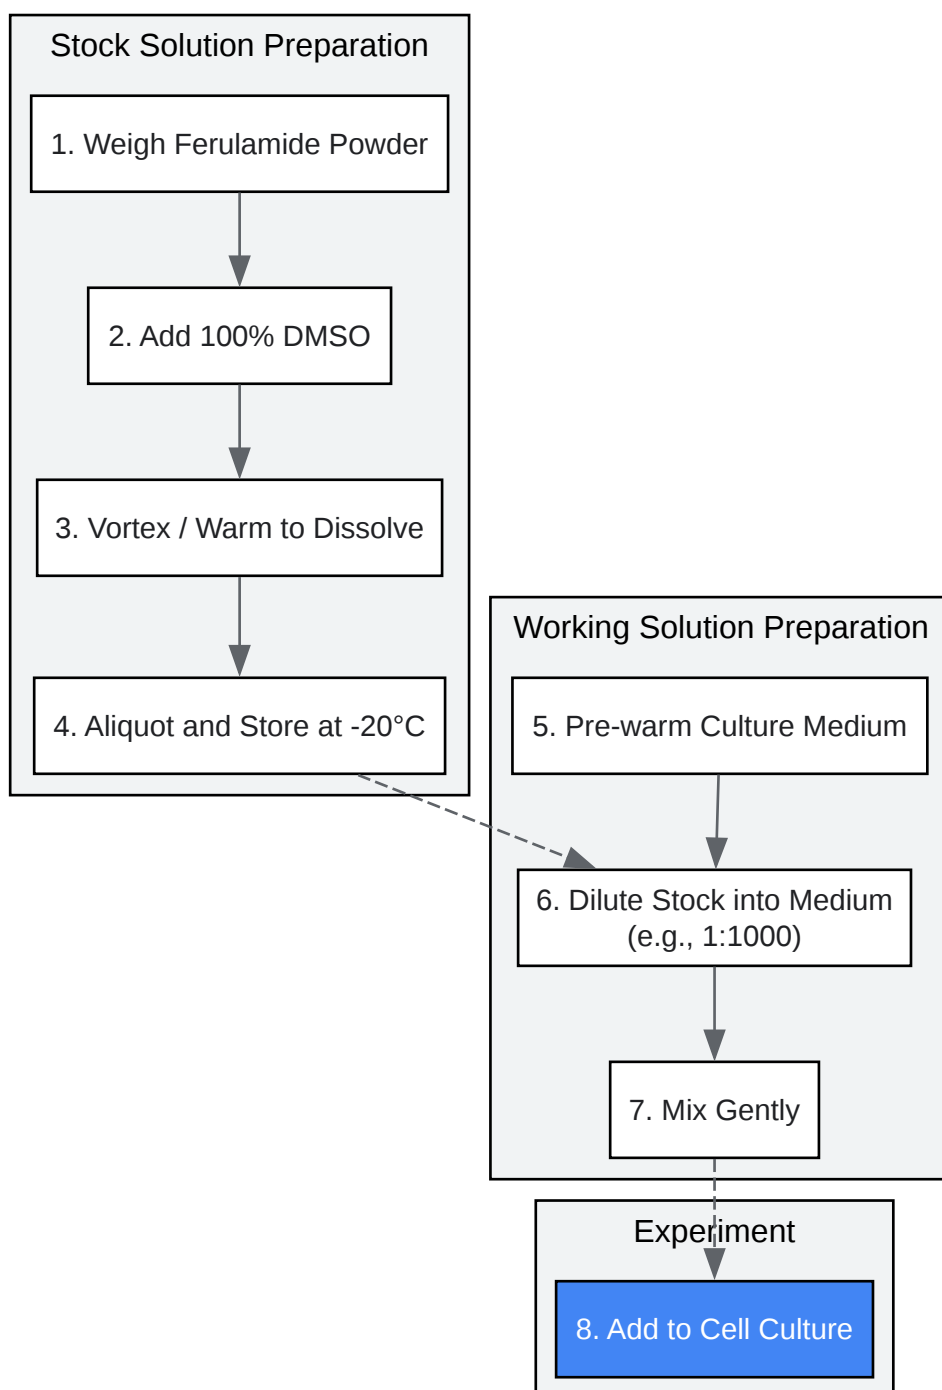 Stock Solution Preparation
1. Weigh Ferulamide Powder
2. Add 100% DMSO
3. Vortex / Warm to Dissolve
4. Aliquot and Store at -20°C
Working Solution Preparation
5. Pre-warm Culture Medium
6. Dilute Stock into Medium
(e.g., 1:1000)
7. Mix Gently
Experiment
8. Add to Cell Culture